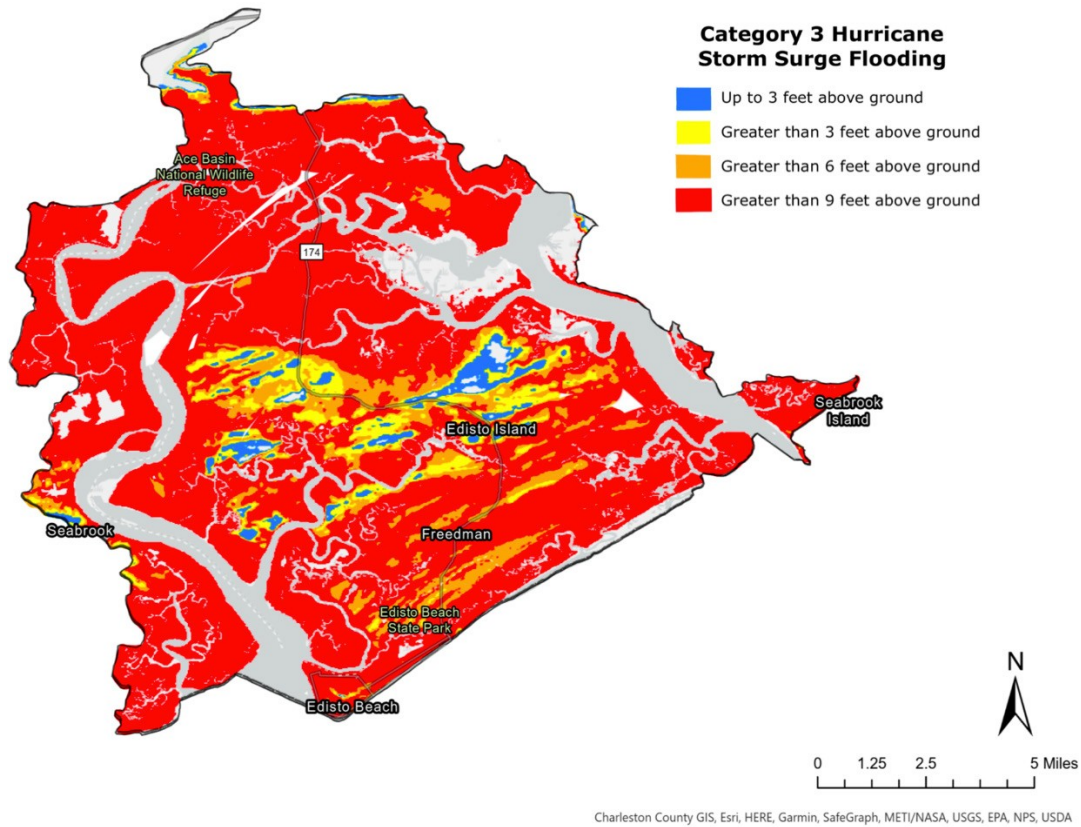 Category 3 Hurricane
Storm Surge Flooding
Up to 3 feet above ground
Greater than 3 feet above ground
Greater than 6 feet above ground
Greater than 9 feet above ground
Ace Basin
National Wildlife
Refuge
174
Seabrook
Island
Edisto Island
Seabrook
Freedman
Edisto Beach
State Park
Edisto Beach
N
0 1.25 2.5 5 Miles
Charleston County GIS, Esri, HERE, Garmin, SafeGraph, METI/NASA, USGS, EPA, NPS, USDA